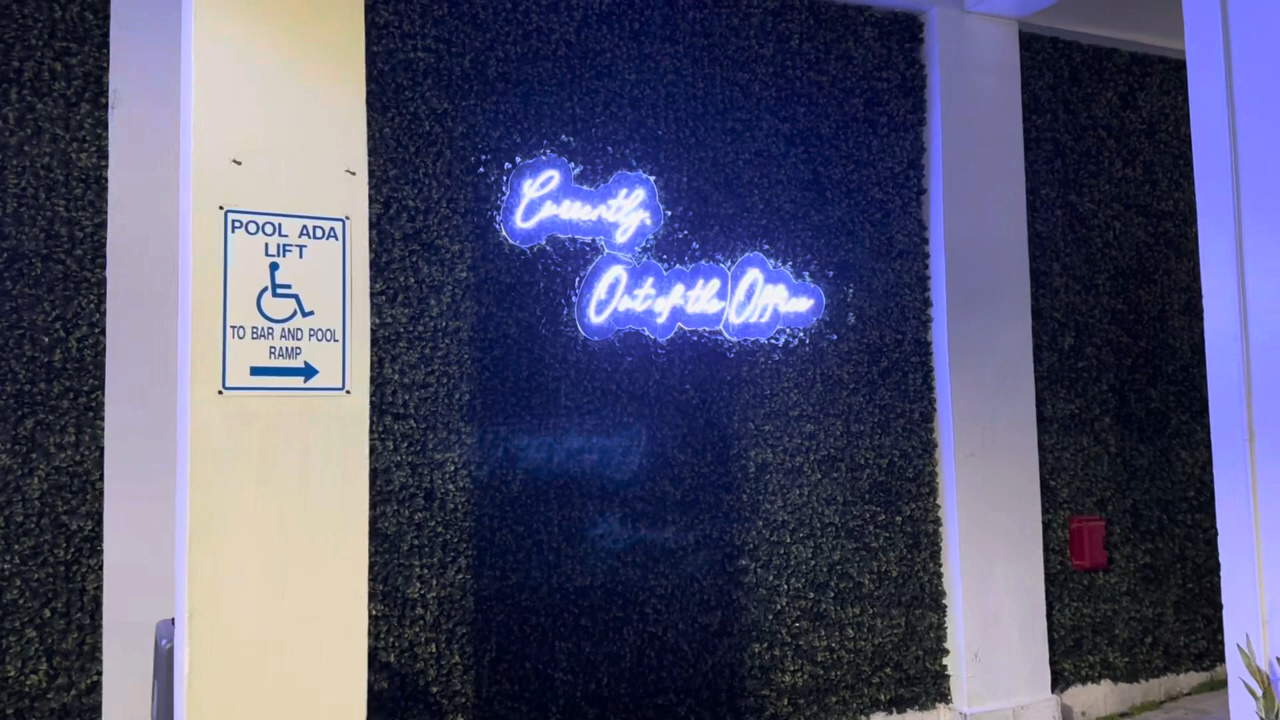 POOL ADA
LIFT
TO BAR AND POOL
RAMP
Currently,
Out of the Office